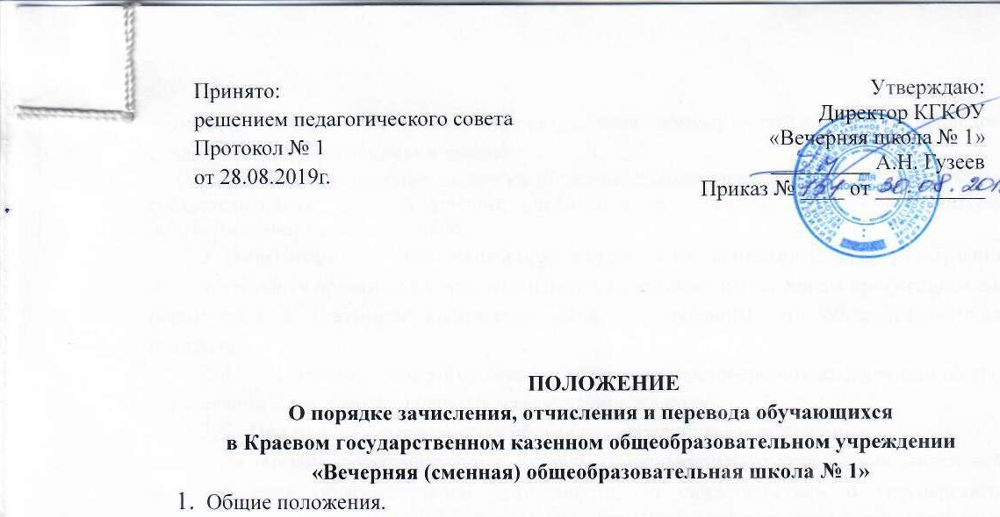 Принято:
решением педагогического совета
Протокол № 1
от 28.08.2019г.
Утверждаю:
Директор КГКОУ
«Вечерняя школа № 1»
А.Н. Гузеев
Приказ № от 30.08.
ПОЛОЖЕНИЕ
О порядке зачисления, отчисления и перевода обучающихся
в Краевом государственном казенном общеобразовательном учреждении
«Вечерняя (сменная) общеобразовательная школа № 1»
1. Общие положения.